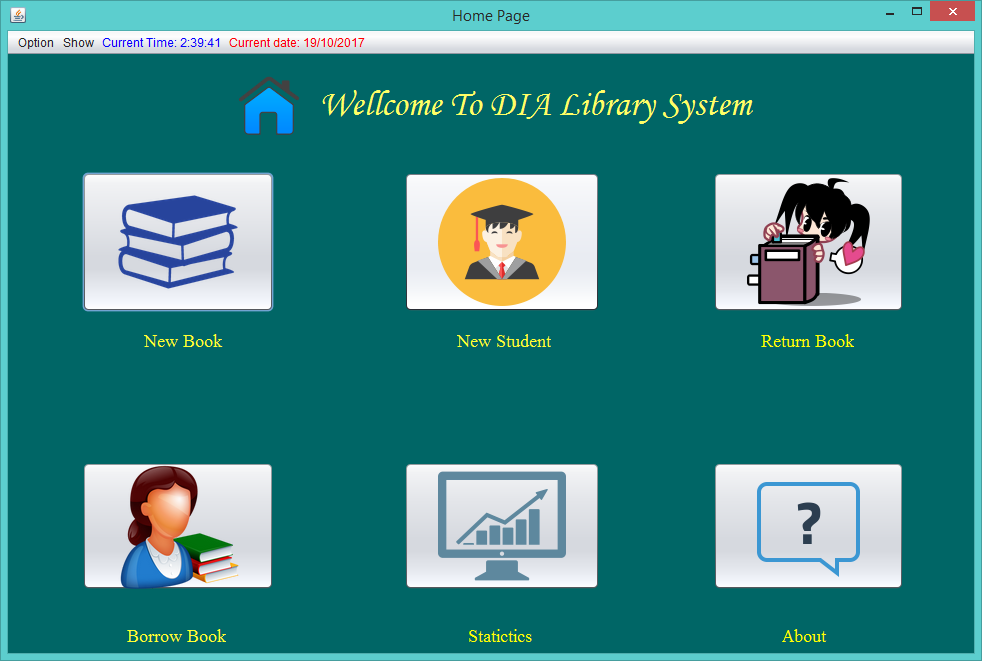 Home Page
Option Show Current Time: 2:39:41 Current date: 19/10/2017
Wellcome To DIA Library System
New Book New Student Return Book
?
Borrow Book Statictics About